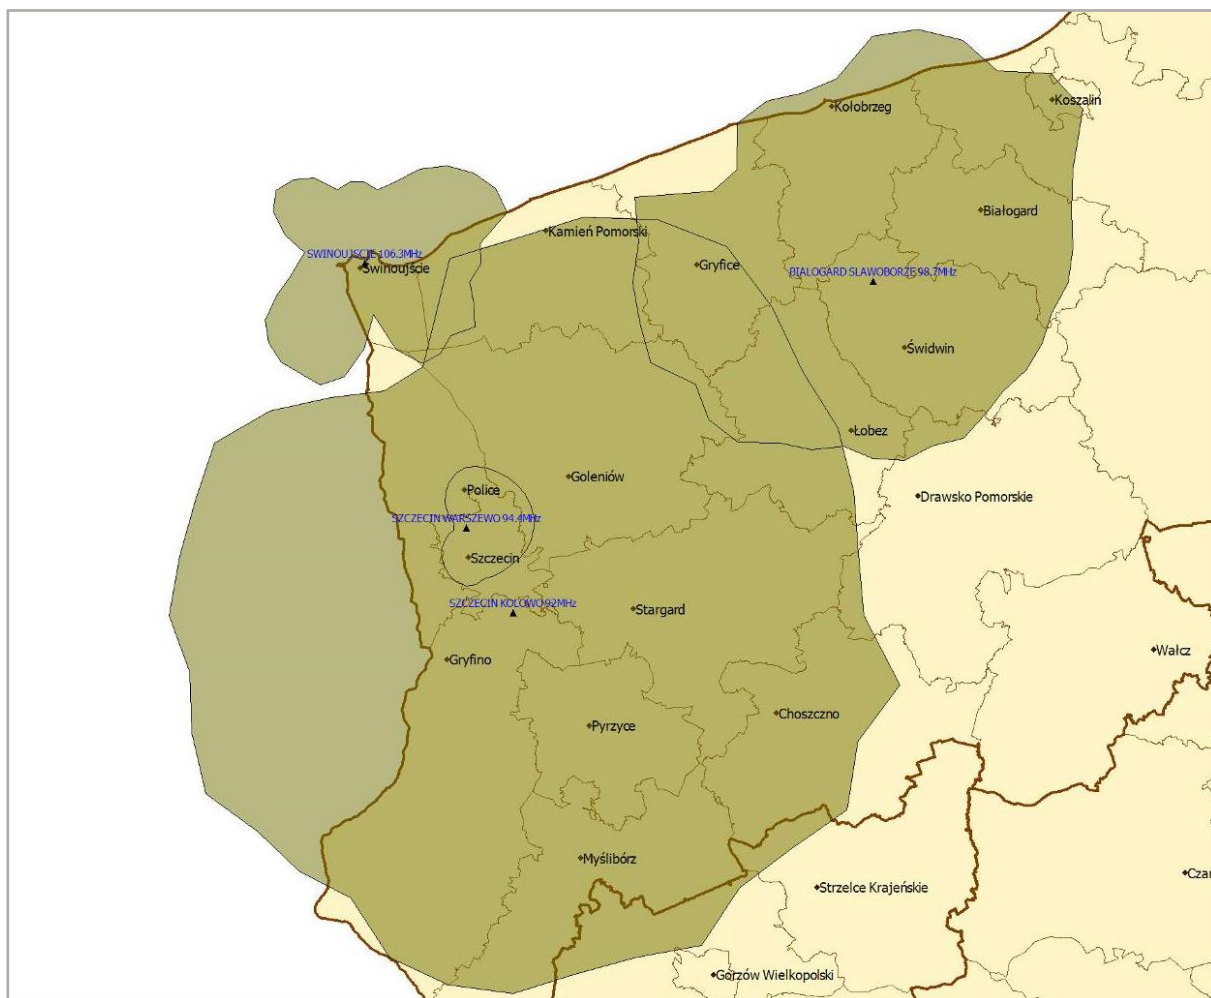 Koszalin
Kołobrzeg
Białogard
Kamień Pomorski
SWINOUJSCIE 106.3MHz
Świnoujście
Gryfice
BIALOGARD SLAWOBORZE 98.7MHz
Świdwin
Łobez
Goleniów
Police
Drawsko Pomorskie
SZCZECIN WARSZEWO 94.4MHz
Szczecin
SZCZECIN KOLOWO 92MHz
Stargard
Wałcz
Gryfino
Choszczno
Pyrzyce
Myślibórz
Czar
Strzelce Krajeńskie
Gorzów Wielkopolski